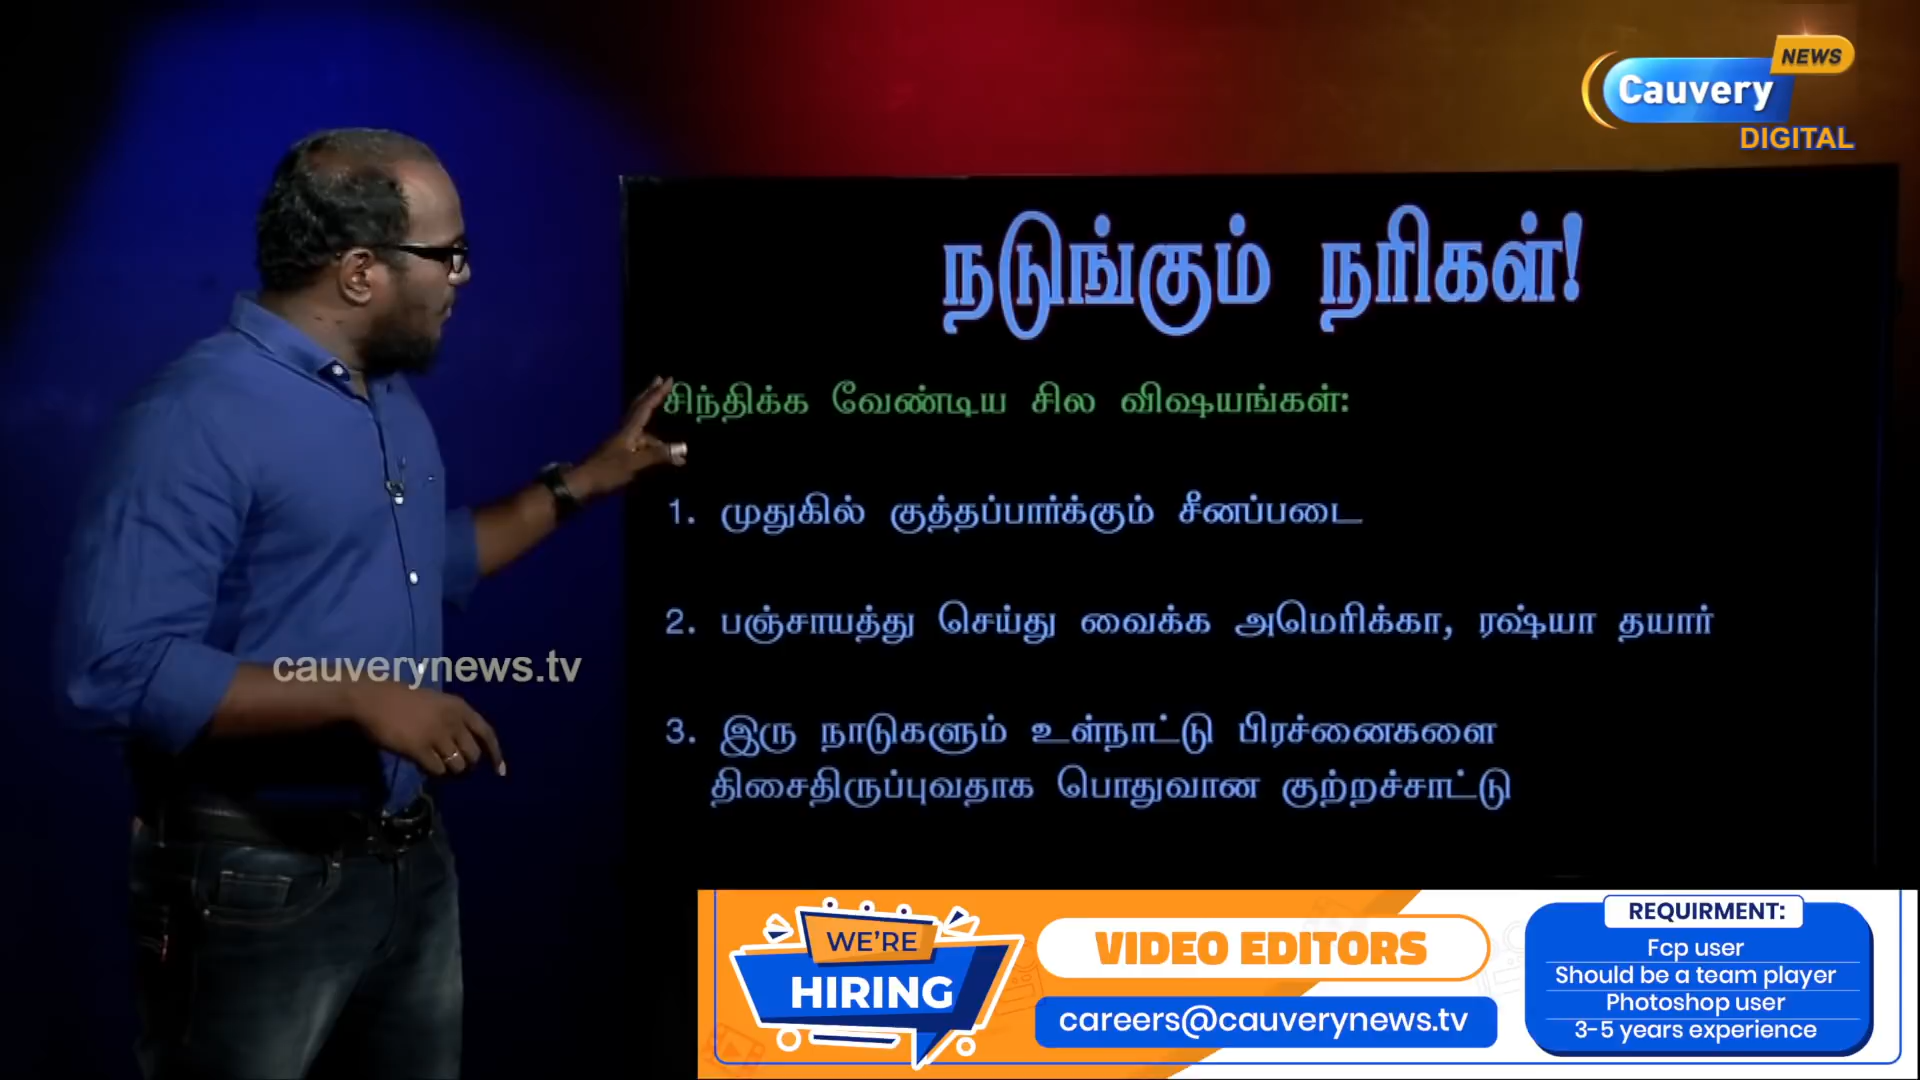 Cauvery NEWS
DIGITAL
நடுங்கும் நரிகள்!
சிந்திக்க வேண்டிய சில விஷயங்கள்:
1. முதுகில் குத்தப்பார்க்கும் சீனப்படை
2. பஞ்சாயத்து செய்து வைக்க அமெரிக்கா, ரஷ்யா தயார்
cauverynews.tv
3. இரு நாடுகளும் உள்நாட்டு பிரச்னைகளை
திசைதிருப்புவதாக பொதுவான குற்றச்சாட்டு
WE'RE
HIRING
VIDEO EDITORS
careers@cauverynews.tv
REQUIRMENT:
Fcp user
Should be a team player
Photoshop user
3-5 years experience